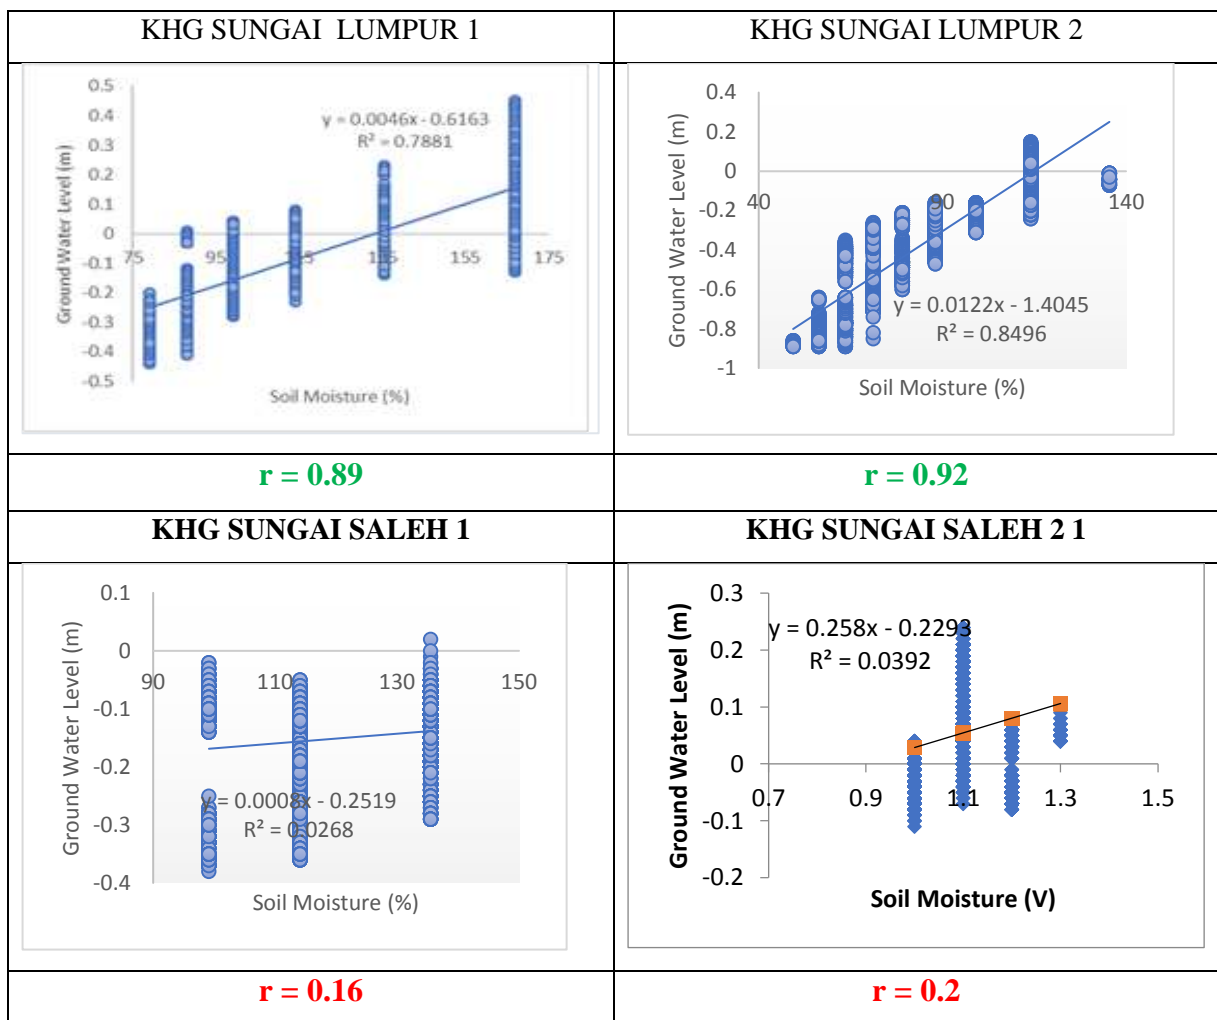 KHG SUNGAI LUMPUR 1
KHG SUNGAI LUMPUR 2
0.5
0.4
0.3
0.2
0.1
0
-0.1
-0.2
-0.3
-0.4
-0.5
75
95
155
175
y = 0.0046x - 0.6163
R² = 0.7881
Ground Water Level (m)
Soil Moisture (%)
0.4
0.2
0
-0.2
-0.4
-0.6
-0.8
-1
40
90
140
y = 0.0122x - 1.4045
R² = 0.8496
Ground Water Level (m)
Soil Moisture (%)
r = 0.89
r = 0.92
KHG SUNGAI SALEH 1
KHG SUNGAI SALEH 2 1
0.1
0
-0.1
-0.2
-0.3
-0.4
90
110
130
150
y = 0.0008x - 0.2519
R² = 0.0268
Ground Water Level (m)
Soil Moisture (%)
0.3
0.2
0.1
0
-0.1
-0.2
0.7
0.9
1.1
1.3
1.5
y = 0.258x - 0.2293
R² = 0.0392
Ground Water Level (m)
Soil Moisture (V)
r = 0.16
r = 0.2